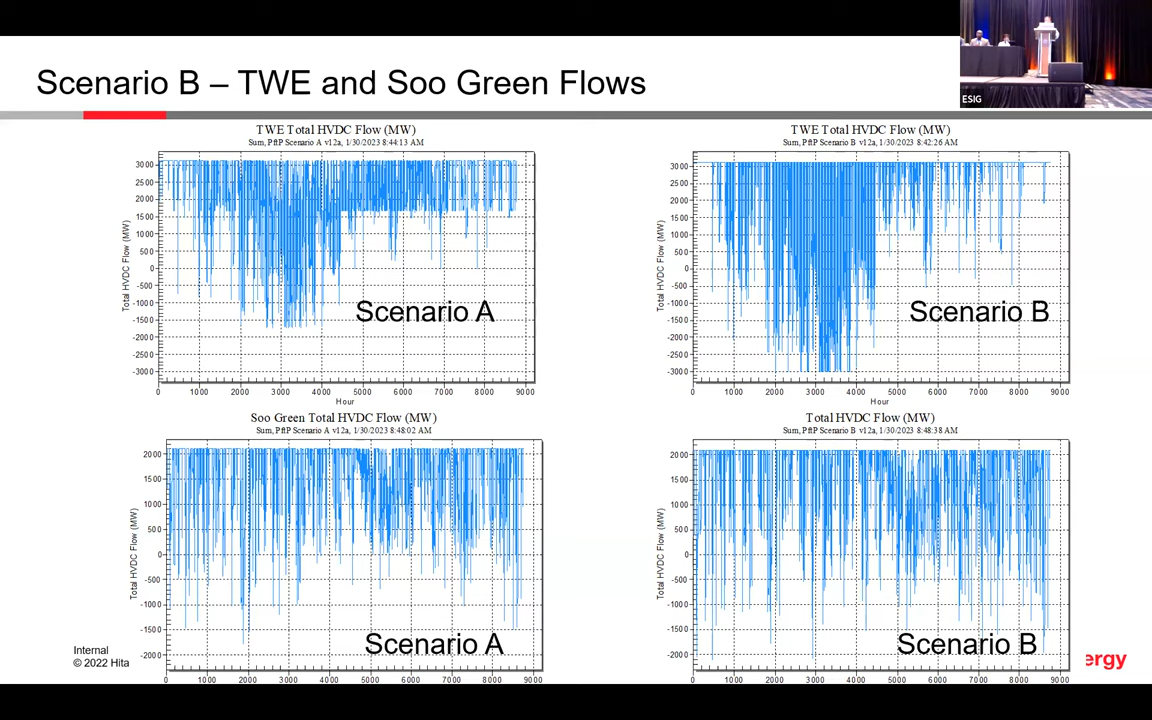 ESIG
Scenario B – TWE and Soo Green Flows
TWE Total HVDC Flow (MW)
Sum, PftP Scenario A v12a, 1/30/2023 8:44:13 AM
Total HVDC Flow (MW)
3000
2500
2000
1500
1000
500
0
-500
-1000
-1500
-2000
-2500
-3000
Scenario A
0 1000 2000 3000 4000 5000 6000 7000 8000 9000
Hour
TWE Total HVDC Flow (MW)
Sum, PftP Scenario B v12a, 1/30/2023 8:42:26 AM
Total HVDC Flow (MW)
3000
2500
2000
1500
1000
500
0
-500
-1000
-1500
-2000
-2500
-3000
Scenario B
0 1000 2000 3000 4000 5000 6000 7000 8000 9000
Hour
Soo Green Total HVDC Flow (MW)
Sum, PftP Scenario A v12a, 1/30/2023 8:48:02 AM
Total HVDC Flow (MW)
2000
1500
1000
500
0
-500
-1000
-1500
-2000
Scenario A
0 1000 2000 3000 4000 5000 6000 7000 8000 9000
Total HVDC Flow (MW)
Sum, PftP Scenario B v12a, 1/30/2023 8:48:38 AM
Total HVDC Flow (MW)
2000
1500
1000
500
0
-500
-1000
-1500
-2000
Scenario B
0 1000 2000 3000 4000 5000 6000 7000 8000 9000
Internal
© 2022 Hita
ergy